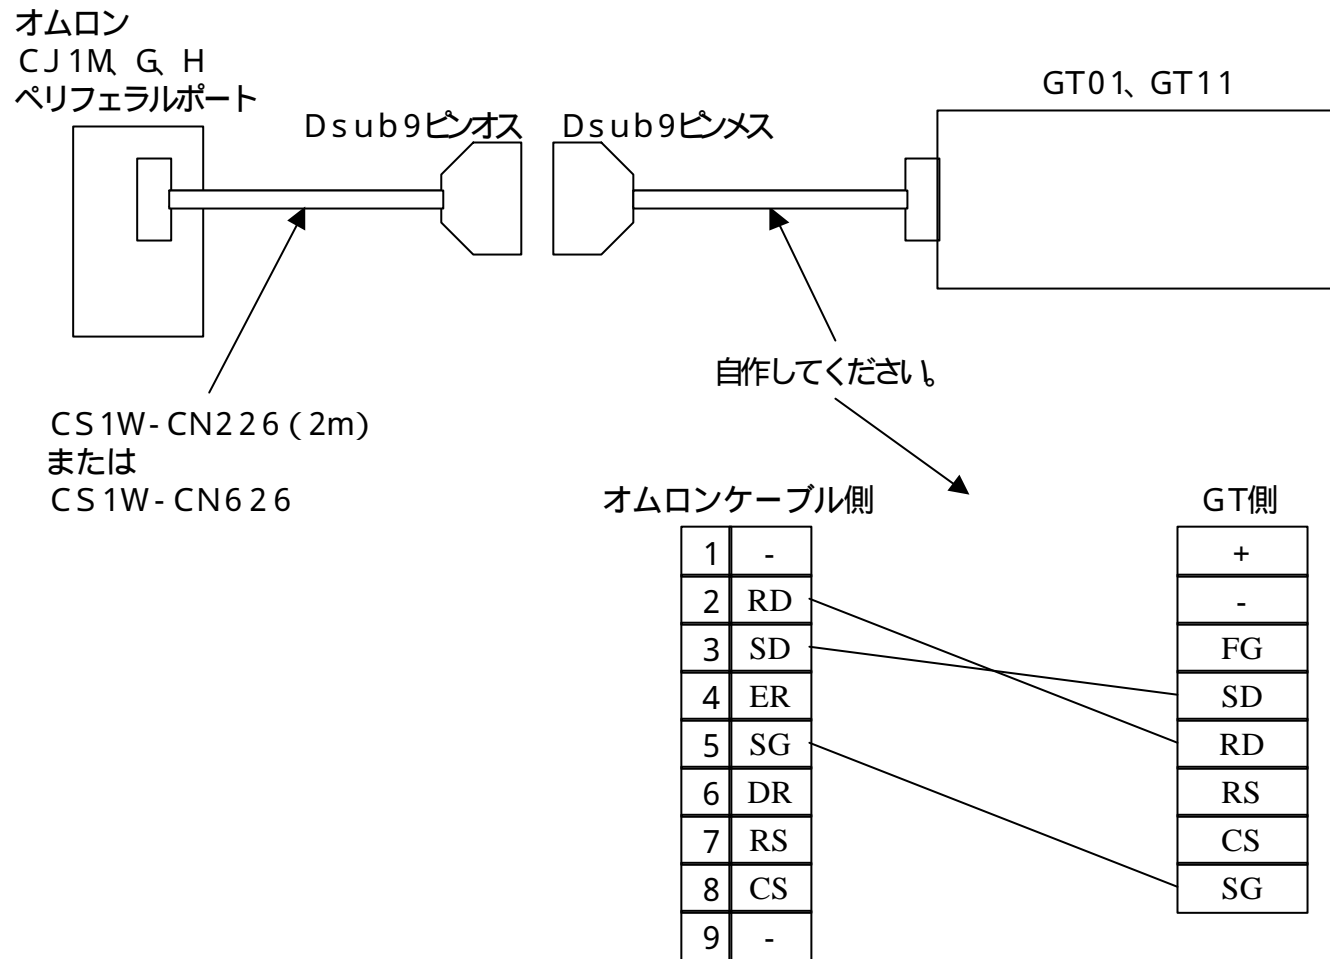 オムロン
CJ1M、G、H
ペリフェラルポート
Dsub9ピンオス
Dsub9ピンメス
GT01、GT11
自作してください。
CS1W-CN226(2m)
または
CS1W-CN626
オムロンケーブル側
1 -
2 RD
3 SD
4 ER
5 SG
6 DR
7 RS
8 CS
9 -
GT側
+
-
FG
SD
RD
RS
CS
SG